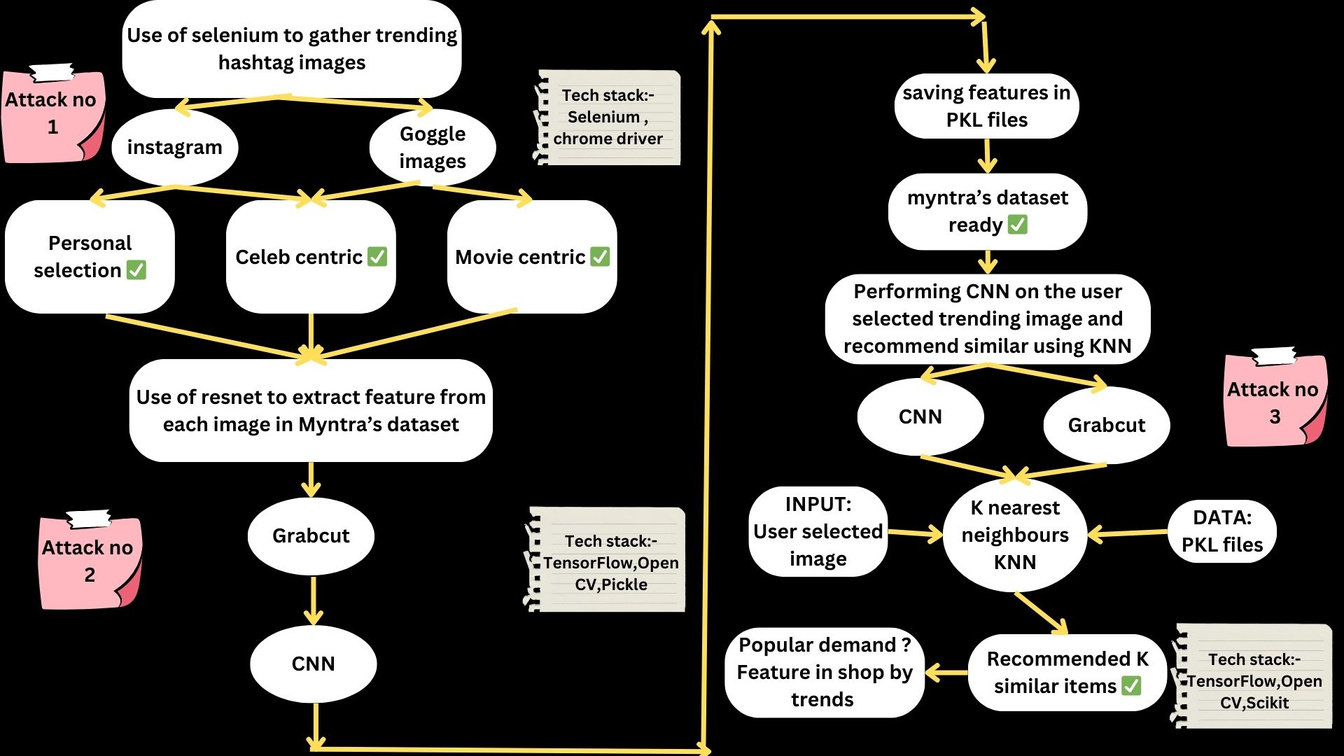 Use of selenium to gather trending
hashtag images
Attack no
1
instagram
Goggle
images
Tech stack:-
Selenium ,
chrome driver
Personal
selection ✅
Celeb centric ✅
Movie centric ✅
Use of resnet to extract feature from
each image in Myntra's dataset
Grabcut
Attack no
2
Tech stack:-
TensorFlow,Open
CV,Pickle
CNN
saving features in
PKL files
myntra's dataset
ready ✅
Performing CNN on the user
selected trending image and
recommend similar using KNN
CNN
Grabcut
Attack no
3
INPUT:
User selected
image
K nearest
neighbours
KNN
DATA:
PKL files
Popular demand ?
Feature in shop by
trends
Recommended K
similar items ✅
Tech stack:-
TensorFlow,Open
CV,Scikit